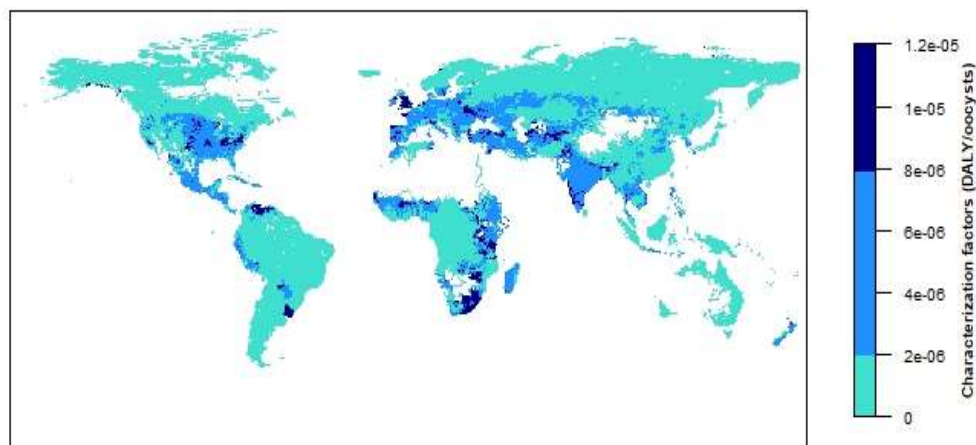 1.2e-05
1e-05
8e-06
6e-06
4e-06
2e-06
0
Characterization factors (DALY/oocysts)